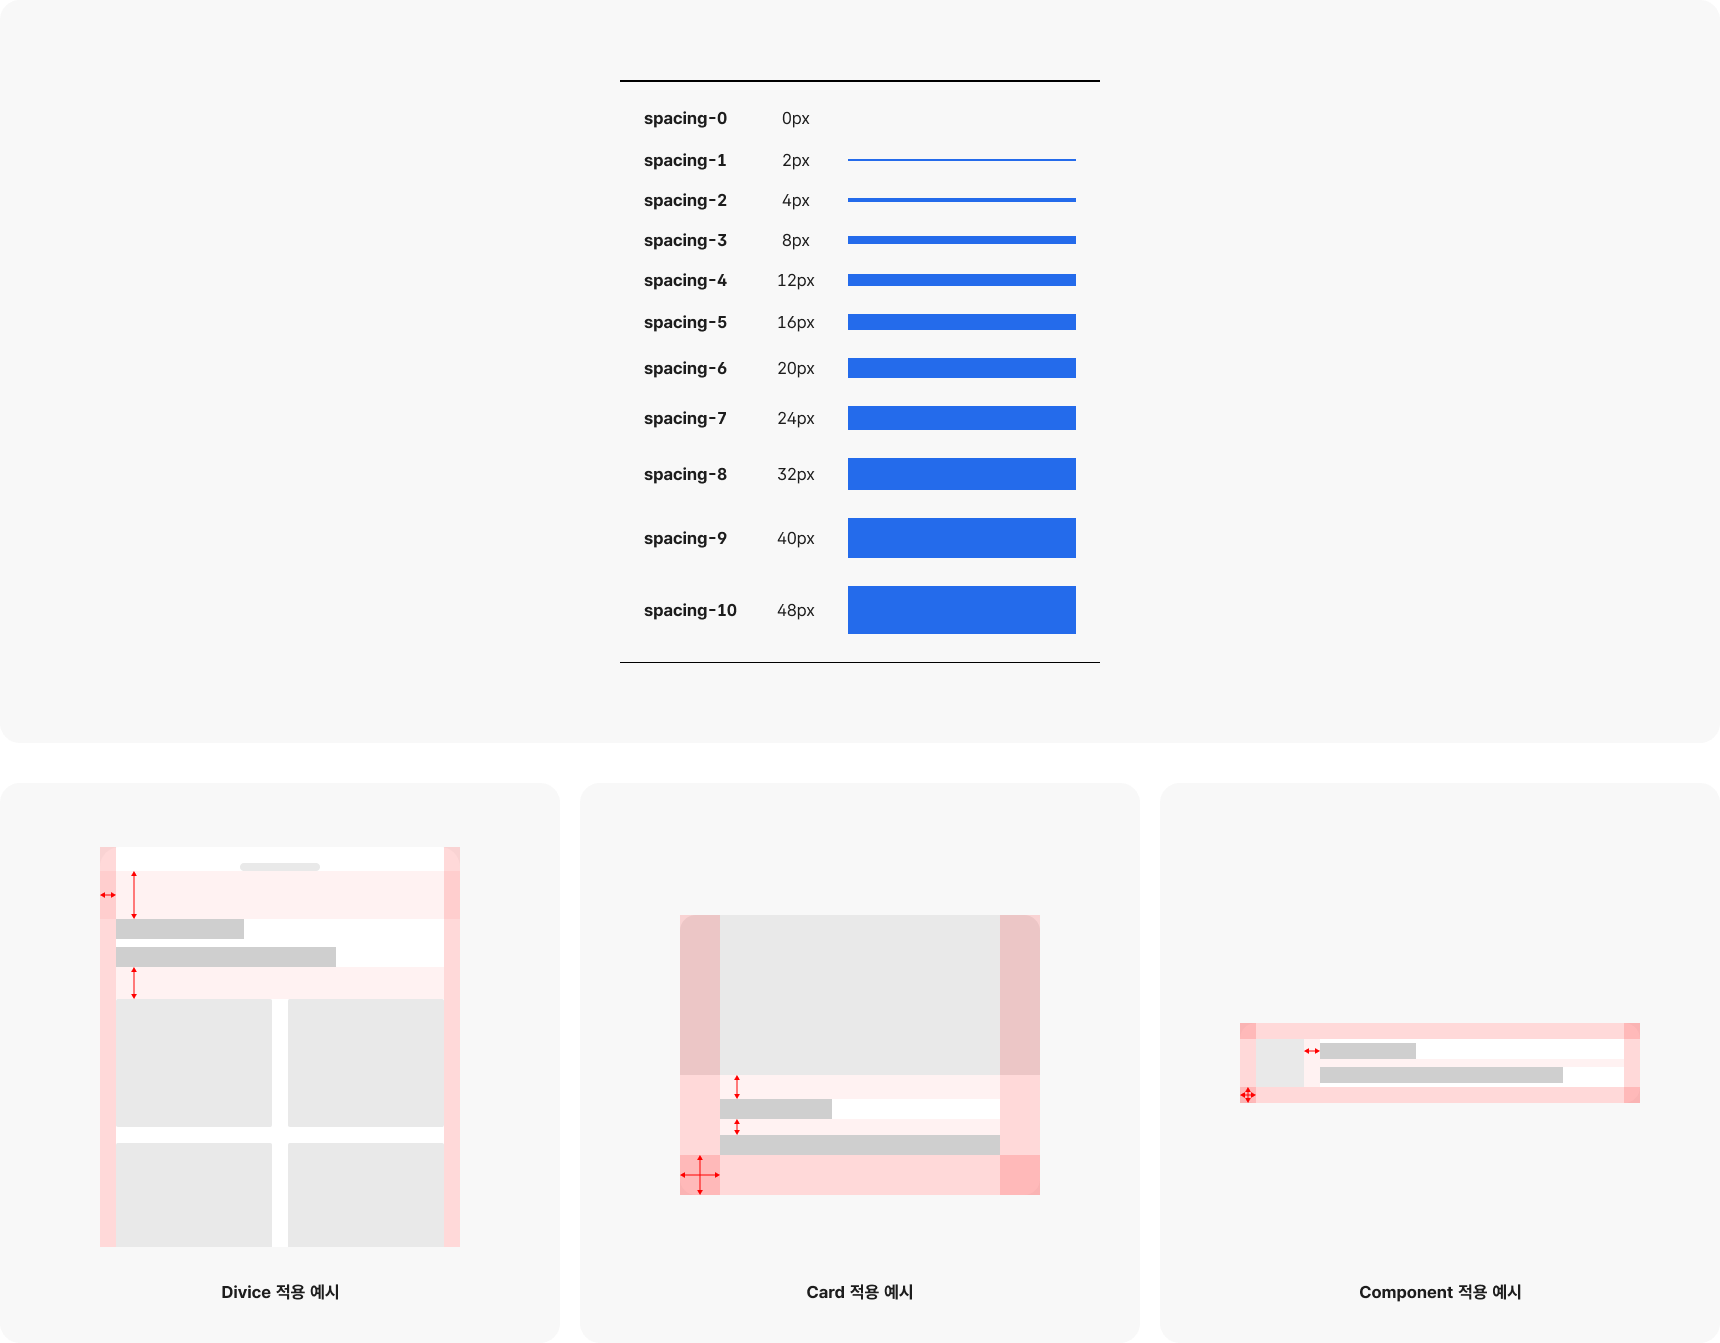 spacing-0 0px
spacing-1 2px
spacing-2 4px
spacing-3 8px
spacing-4 12px
spacing-5 16px
spacing-6 20px
spacing-7 24px
spacing-8 32px
spacing-9 40px
spacing-10 48px
Divice 적용 예시
Card 적용 예시
Component 적용 예시